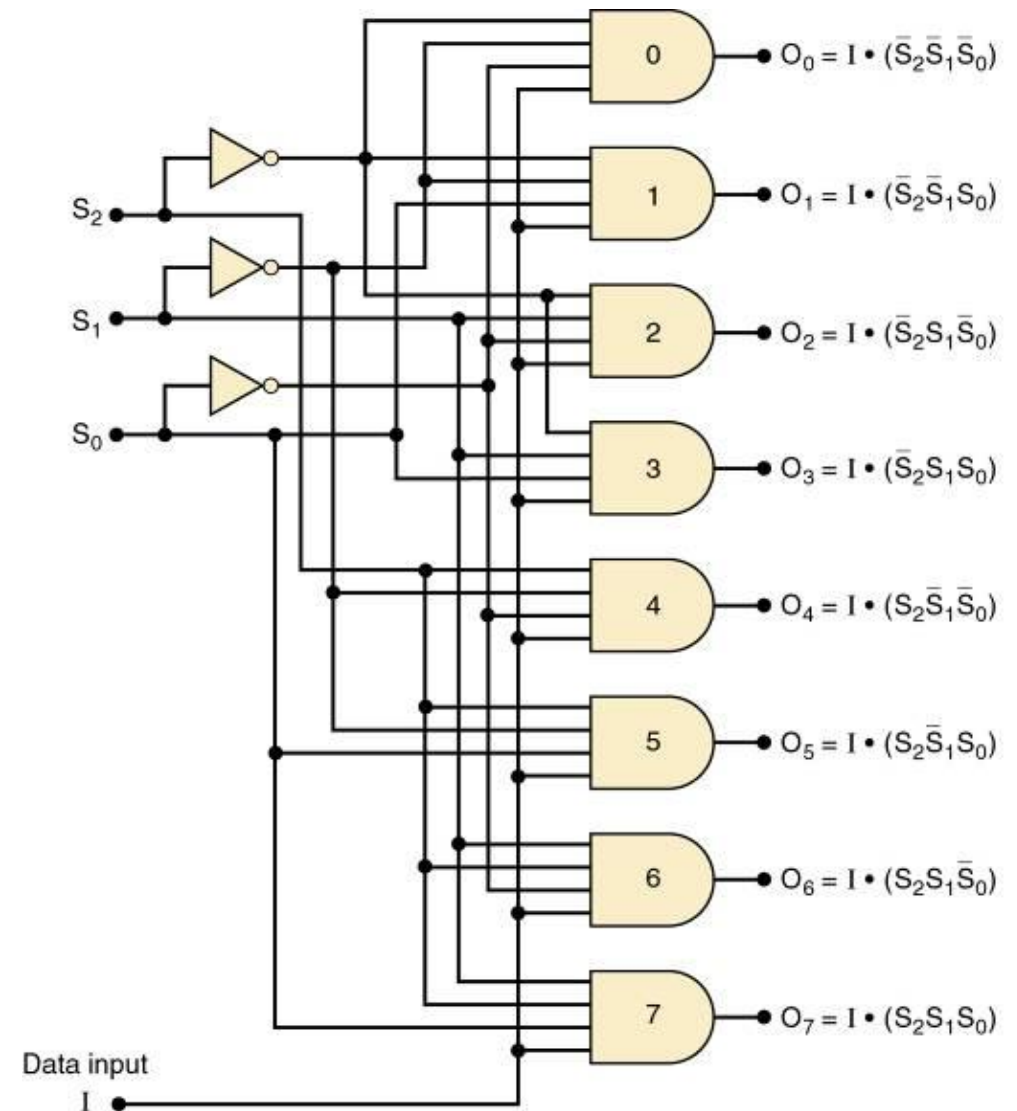 0
O₀ = I • (S̅₂S̅₁S̅₀)
1
O₁ = I • (S̅₂S̅₁S₀)
S₂
2
O₂ = I • (S̅₂S₁S̅₀)
S₁
S₀
3
O₃ = I • (S̅₂S₁S₀)
4
O₄ = I • (S₂S̅₁S̅₀)
5
O₅ = I • (S₂S̅₁S₀)
6
O₆ = I • (S₂S₁S̅₀)
7
O₇ = I • (S₂S₁S₀)
Data input
I